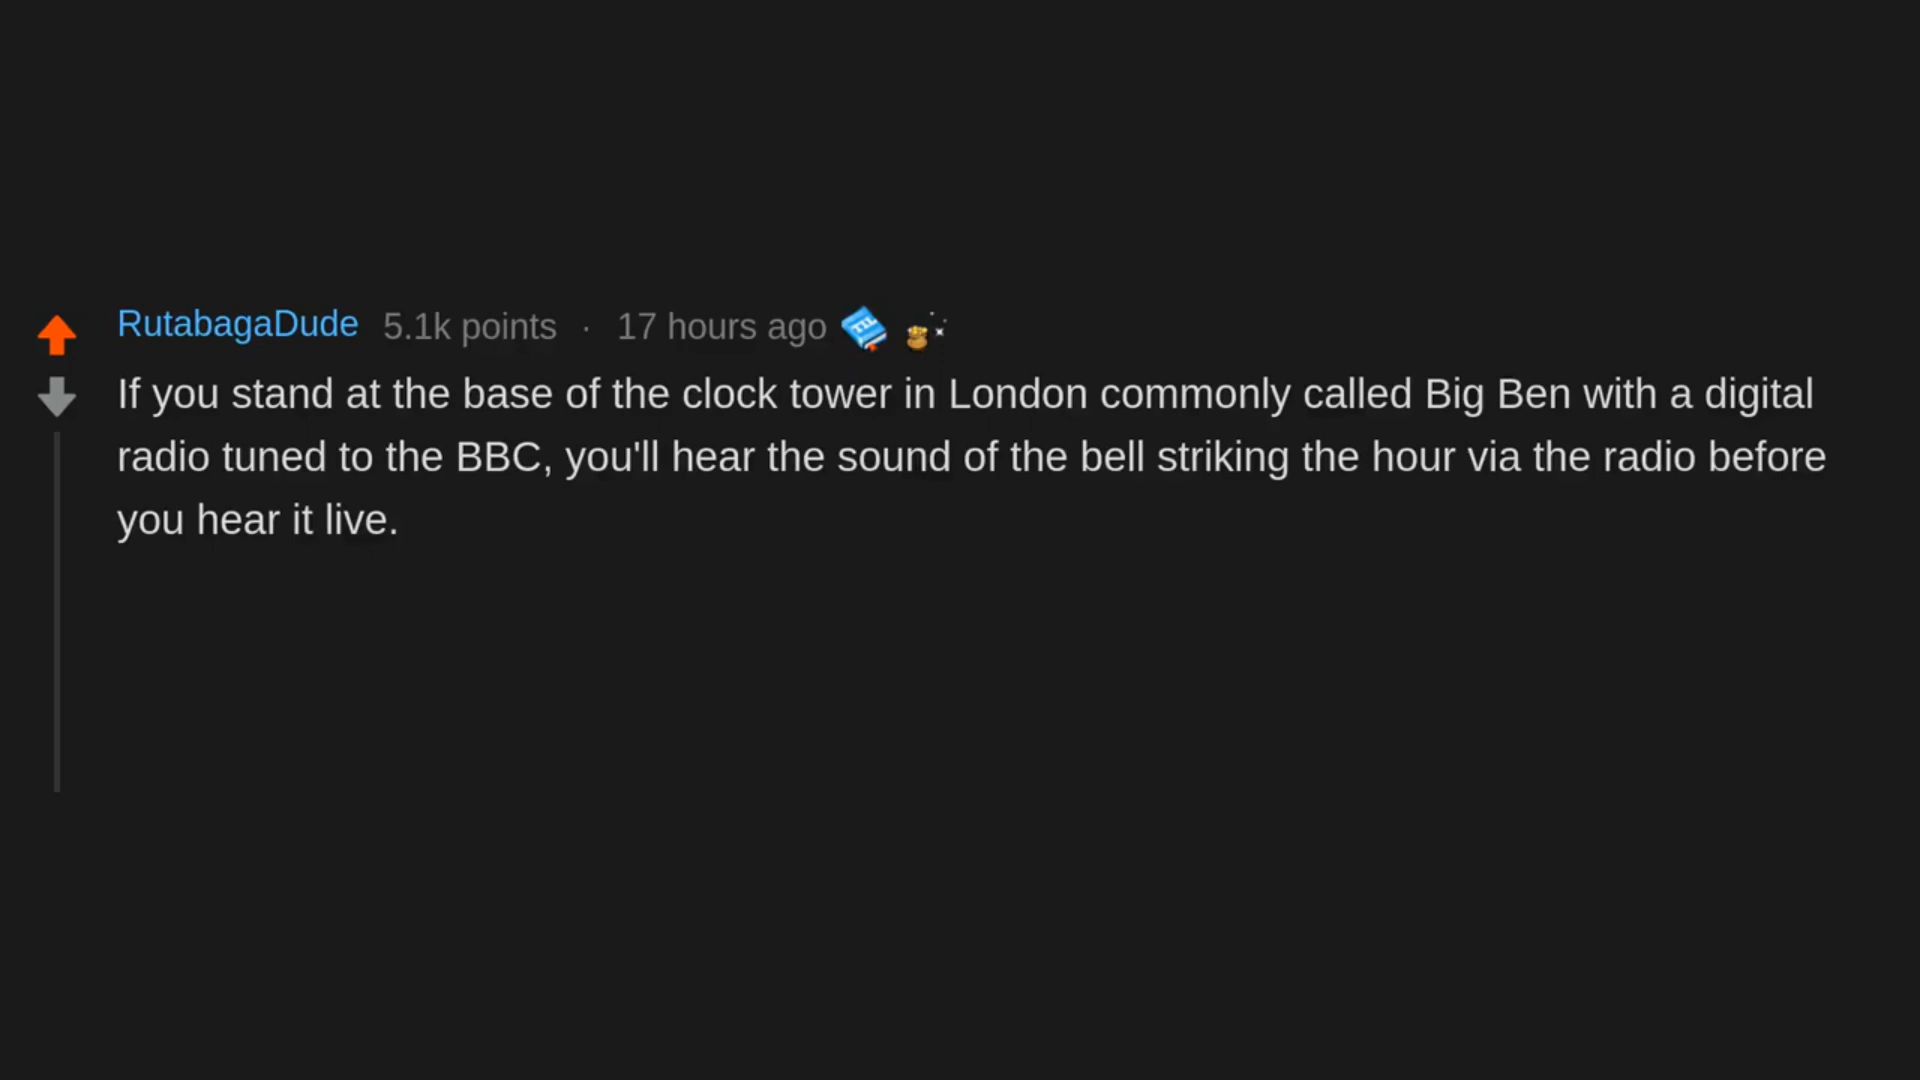 RutabagaDude 5.1k points · 17 hours ago TIL
If you stand at the base of the clock tower in London commonly called Big Ben with a digital
radio tuned to the BBC, you'll hear the sound of the bell striking the hour via the radio before
you hear it live.